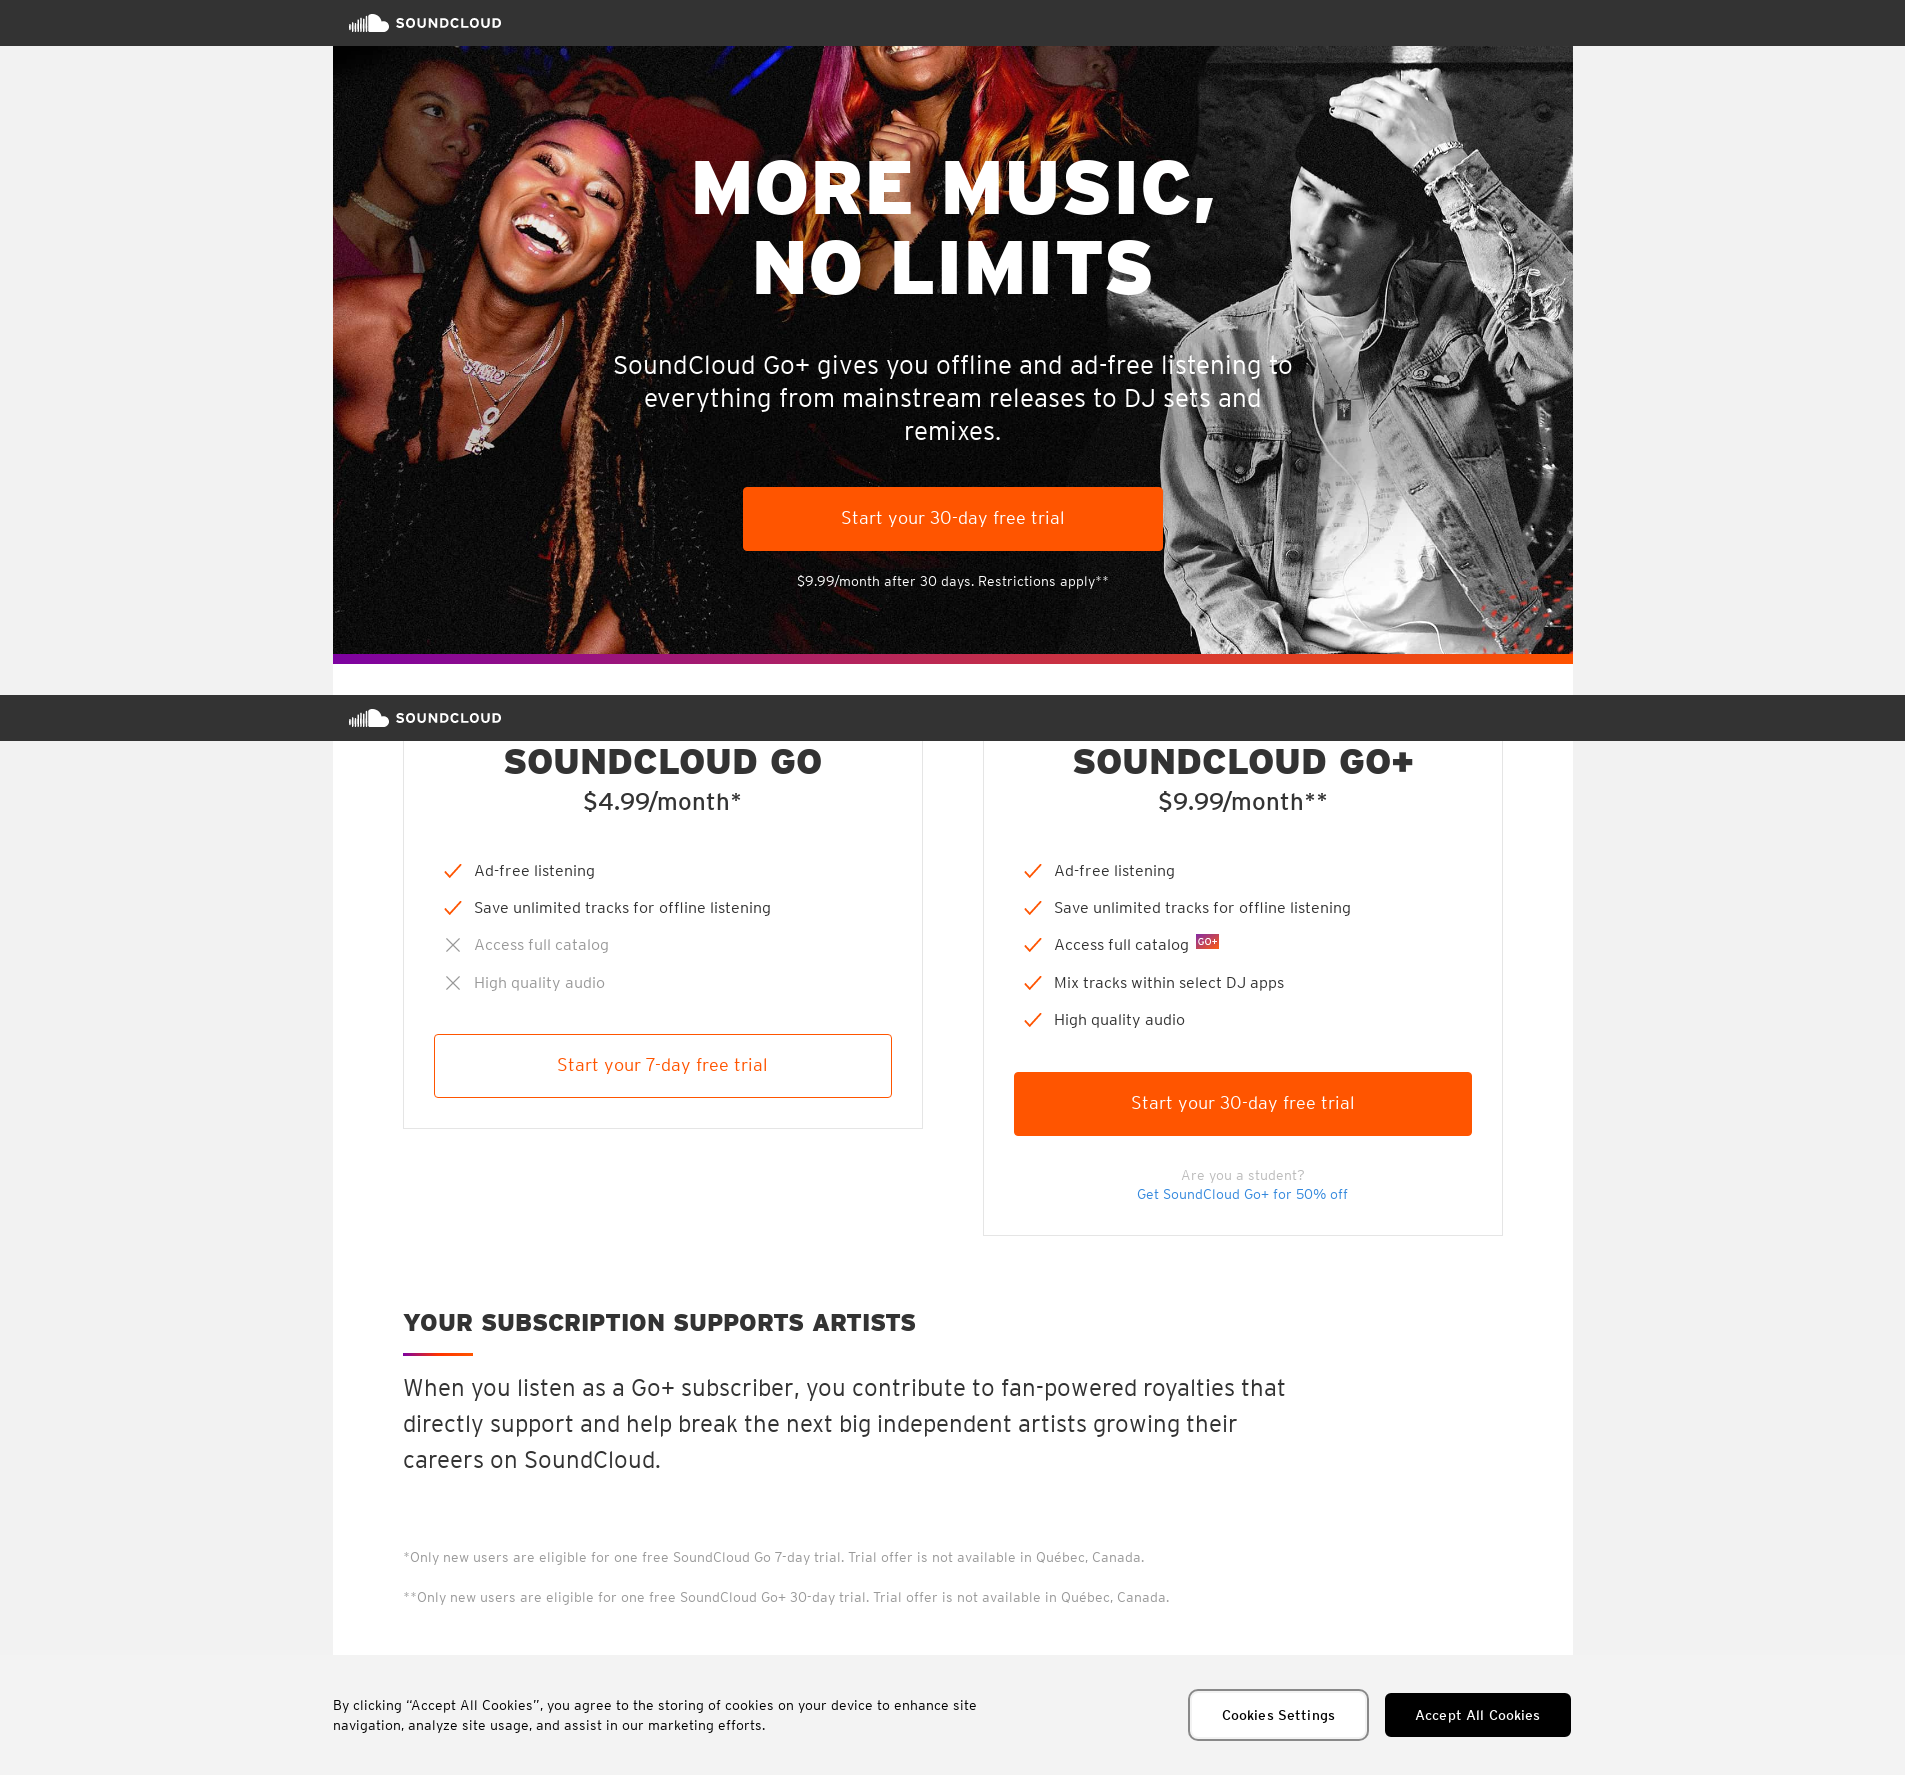 SOUNDCLOUD
MORE MUSIC,
NO LIMITS
SoundCloud Go+ gives you offline and ad-free listening to
everything from mainstream releases to DJ sets and
remixes.
Start your 30-day free trial
$9.99/month after 30 days. Restrictions apply**
SOUNDCLOUD
SOUNDCLOUD GO
$4.99/month*
Ad-free listening
Save unlimited tracks for offline listening
Access full catalog
High quality audio
Start your 7-day free trial
SOUNDCLOUD GO+
$9.99/month**
Ad-free listening
Save unlimited tracks for offline listening
Access full catalog GO+
Mix tracks within select DJ apps
High quality audio
Start your 30-day free trial
Are you a student?
Get SoundCloud Go+ for 50% off
YOUR SUBSCRIPTION SUPPORTS ARTISTS
When you listen as a Go+ subscriber, you contribute to fan-powered royalties that
directly support and help break the next big independent artists growing their
careers on SoundCloud.
*Only new users are eligible for one free SoundCloud Go 7-day trial. Trial offer is not available in Québec, Canada.
**Only new users are eligible for one free SoundCloud Go+ 30-day trial. Trial offer is not available in Québec, Canada.
By clicking “Accept All Cookies”, you agree to the storing of cookies on your device to enhance site
navigation, analyze site usage, and assist in our marketing efforts.
Cookies Settings
Accept All Cookies